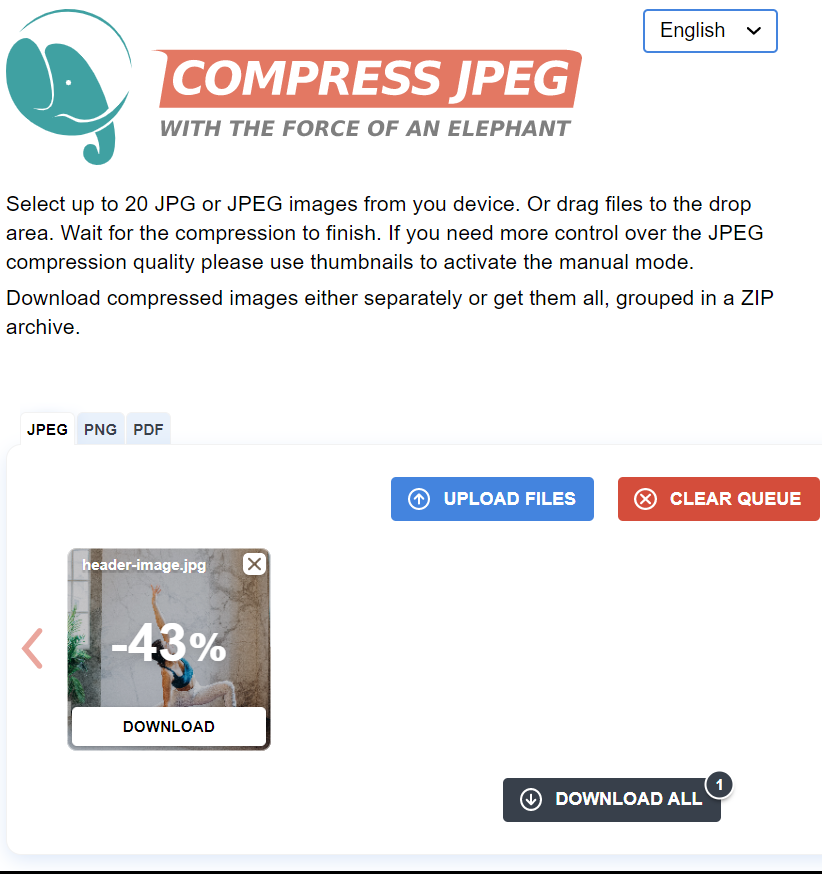 English
COMPRESS JPEG
WITH THE FORCE OF AN ELEPHANT
Select up to 20 JPG or JPEG images from you device. Or drag files to the drop
area. Wait for the compression to finish. If you need more control over the JPEG
compression quality please use thumbnails to activate the manual mode.
Download compressed images either separately or get them all, grouped in a ZIP
archive.
JPEG PNG PDF
UPLOAD FILES CLEAR QUEUE
header-image.jpg
-43%
DOWNLOAD
DOWNLOAD ALL 1